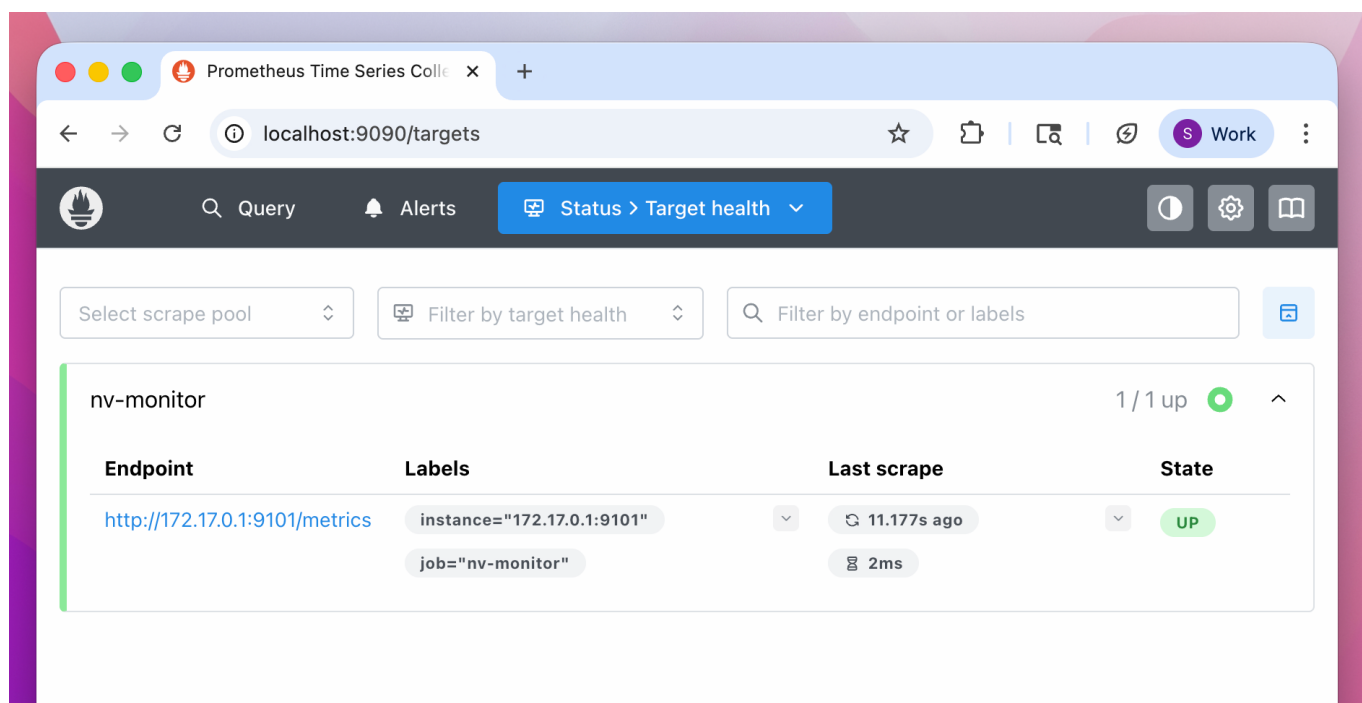 Prometheus Time Series Colle
localhost:9090/targets
S Work
Query Alerts Status > Target health
Select scrape pool Filter by target health Filter by endpoint or labels
nv-monitor 1 / 1 up
Endpoint Labels Last scrape State
http://172.17.0.1:9101/metrics instance="172.17.0.1:9101" 11.177s ago UP
job="nv-monitor" 2ms